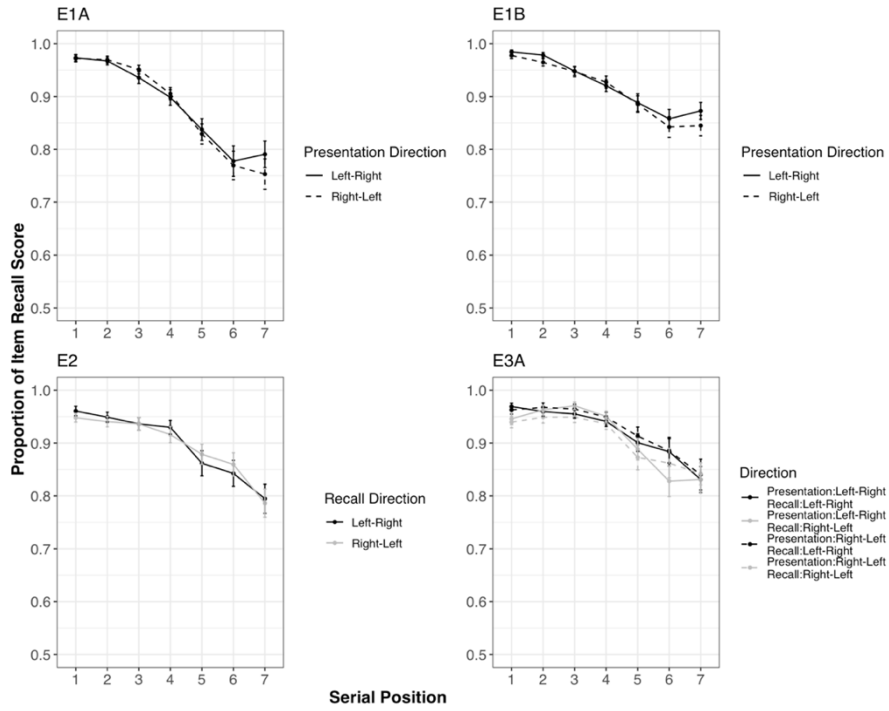 E1A
1.0
0.9
0.8
0.7
0.6
0.5
1 2 3 4 5 6 7
Presentation Direction
Left-Right
Right-Left
E1B
1.0
0.9
0.8
0.7
0.6
0.5
1 2 3 4 5 6 7
Presentation Direction
Left-Right
Right-Left
Proportion of Item Recall Score
E2
1.0
0.9
0.8
0.7
0.6
0.5
1 2 3 4 5 6 7
Recall Direction
Left-Right
Right-Left
E3A
1.0
0.9
0.8
0.7
0.6
0.5
1 2 3 4 5 6 7
Direction
Presentation:Left-Right
Recall:Left-Right
Presentation:Left-Right
Recall:Right-Left
Presentation:Right-Left
Recall:Left-Right
Presentation:Right-Left
Recall:Right-Left
Serial Position